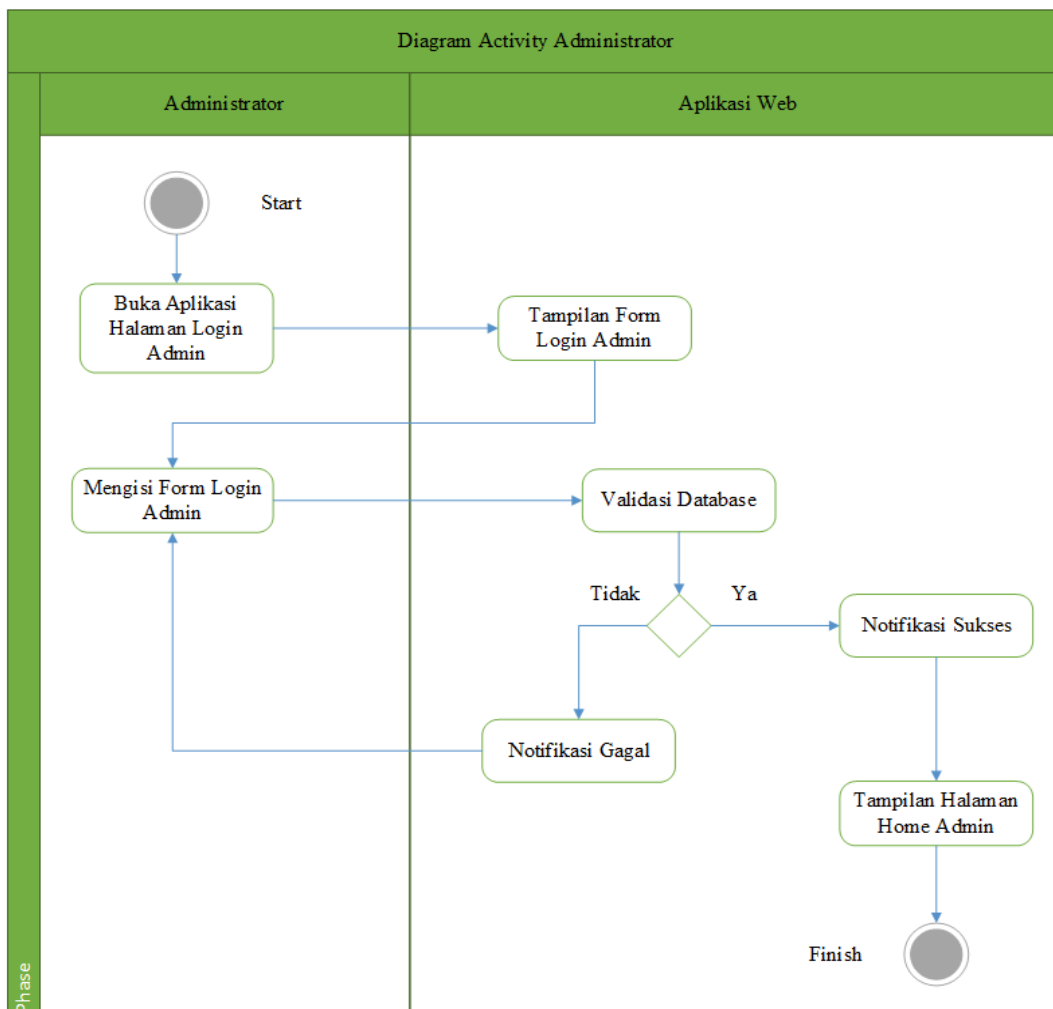 Diagram Activity Administrator
Administrator
Aplikasi Web
Start
Buka Aplikasi
Halaman Login
Admin
Tampilan Form
Login Admin
Mengisi Form Login
Admin
Validasi Database
Tidak
Ya
Notifikasi Sukses
Notifikasi Gagal
Tampilan Halaman
Home Admin
Finish
Phase